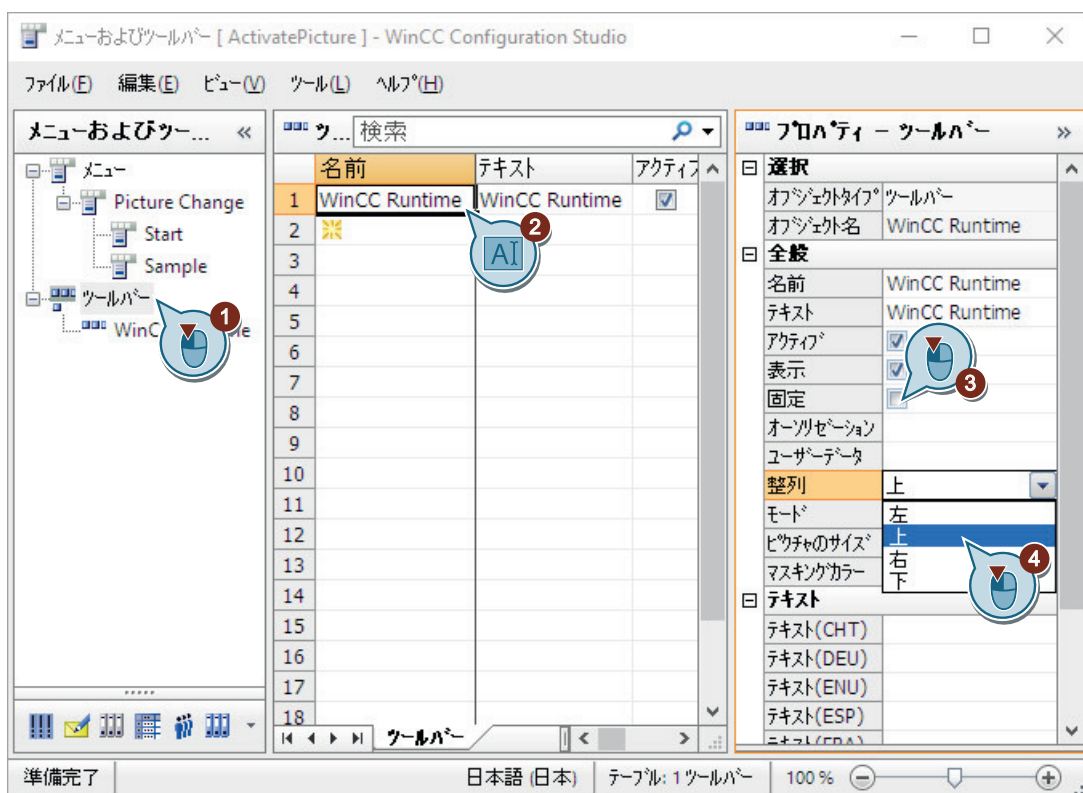 メニューおよびツールバー [ ActivatePicture ] - WinCC Configuration Studio
ファイル(F) 編集(E) ビュー(V) ツール(L) ヘルプ(H)
メニューおよびツー... «
メニュー
Picture Change
Start
Sample
ツールバー
WinC
1
ツ... 検索
名前 テキスト アクティブ
1 WinCC Runtime WinCC Runtime
2
3
4
5
6
7
8
9
10
11
12
13
14
15
16
17
18
AI
2
ツールバー
プロパティ - ツールバー »
選択
オブジェクトタイプ ツールバー
オブジェクト名 WinCC Runtime
全般
名前 WinCC Runtime
テキスト WinCC Runtime
アクティブ
表示
固定
3
オーソリゼーション
ユーザーデータ
整列 上
モード 左
上
ピクチャのサイズ
右
マスキングカラー 下
4
テキスト
テキスト(CHT)
テキスト(DEU)
テキスト(ENU)
テキスト(ESP)
テキスト(FRA)
準備完了 日本語 (日本) テーブル: 1 ツールバー 100 %